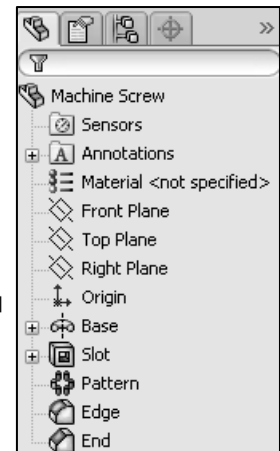 Machine Screw
Sensors
A Annotations
Material <not specified>
Front Plane
Top Plane
Right Plane
Origin
Base
Slot
Pattern
Edge
End